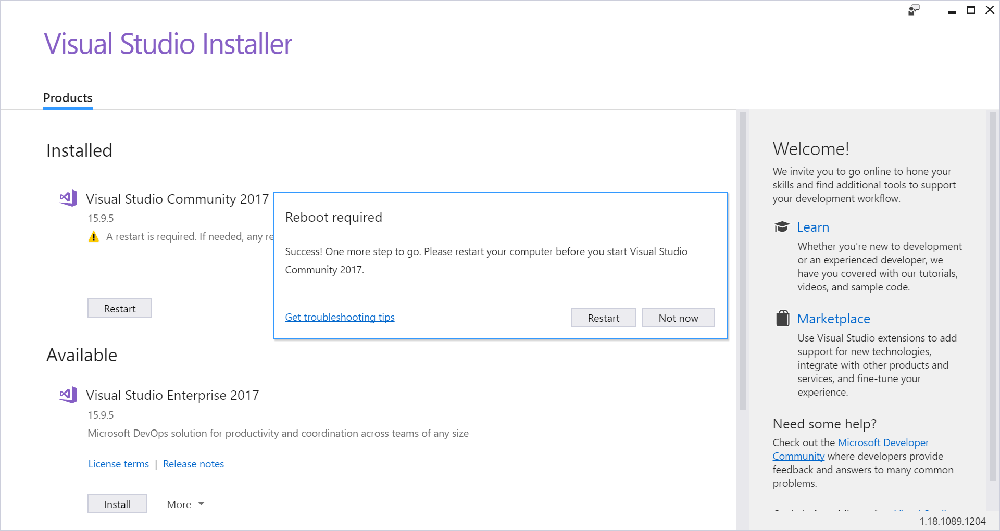 Visual Studio Installer
Products
Installed
Visual Studio Community 2017
15.9.5
A restart is required. If needed, any re
Restart
Reboot required
Success! One more step to go. Please restart your computer before you start Visual Studio
Community 2017.
Get troubleshooting tips
Restart
Not now
Available
Visual Studio Enterprise 2017
15.9.5
Microsoft DevOps solution for productivity and coordination across teams of any size
License terms | Release notes
Install
More
Welcome!
We invite you to go online to hone your
skills and find additional tools to support
your development workflow.
Learn
Whether you're new to development
or an experienced developer, we
have you covered with our tutorials,
videos, and sample code.
Marketplace
Use Visual Studio extensions to add
support for new technologies,
integrate with other products and
services, and fine-tune your
experience.
Need some help?
Check out the Microsoft Developer
Community where developers provide
feedback and answers to many common
problems.
1.18.1089.1204